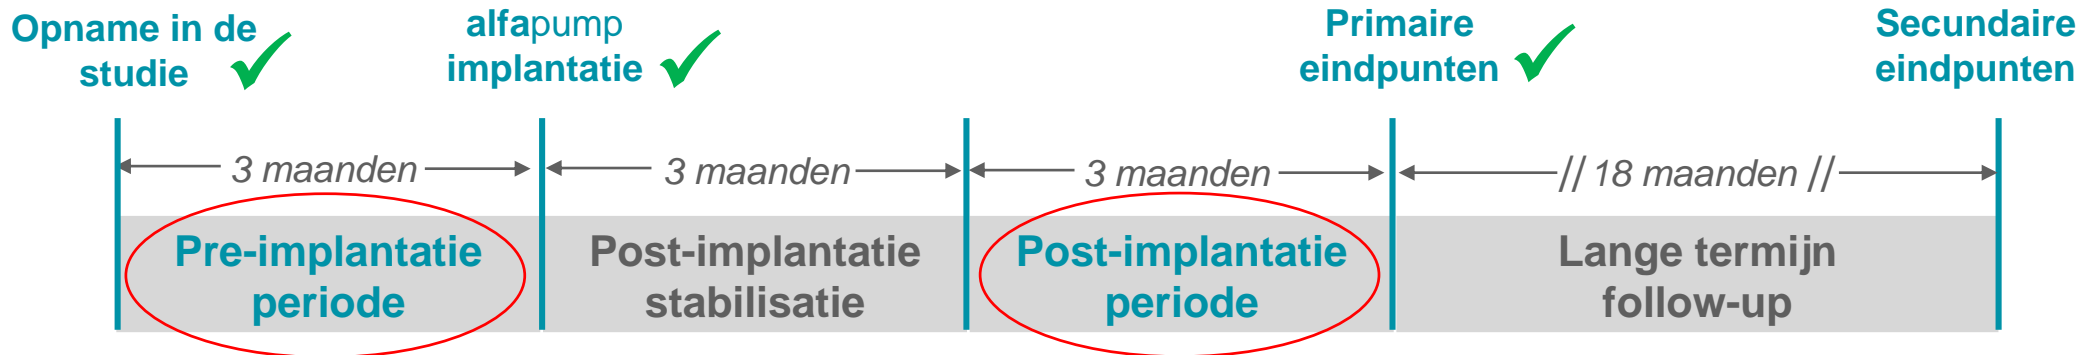 Opname in de
studie
alfapump
implantatie
Primaire
eindpunten
Secundaire
eindpunten
3 maanden
3 maanden
3 maanden
// 18 maanden //
Pre-implantatie
periode
Post-implantatie
stabilisatie
Post-implantatie
periode
Lange termijn
follow-up